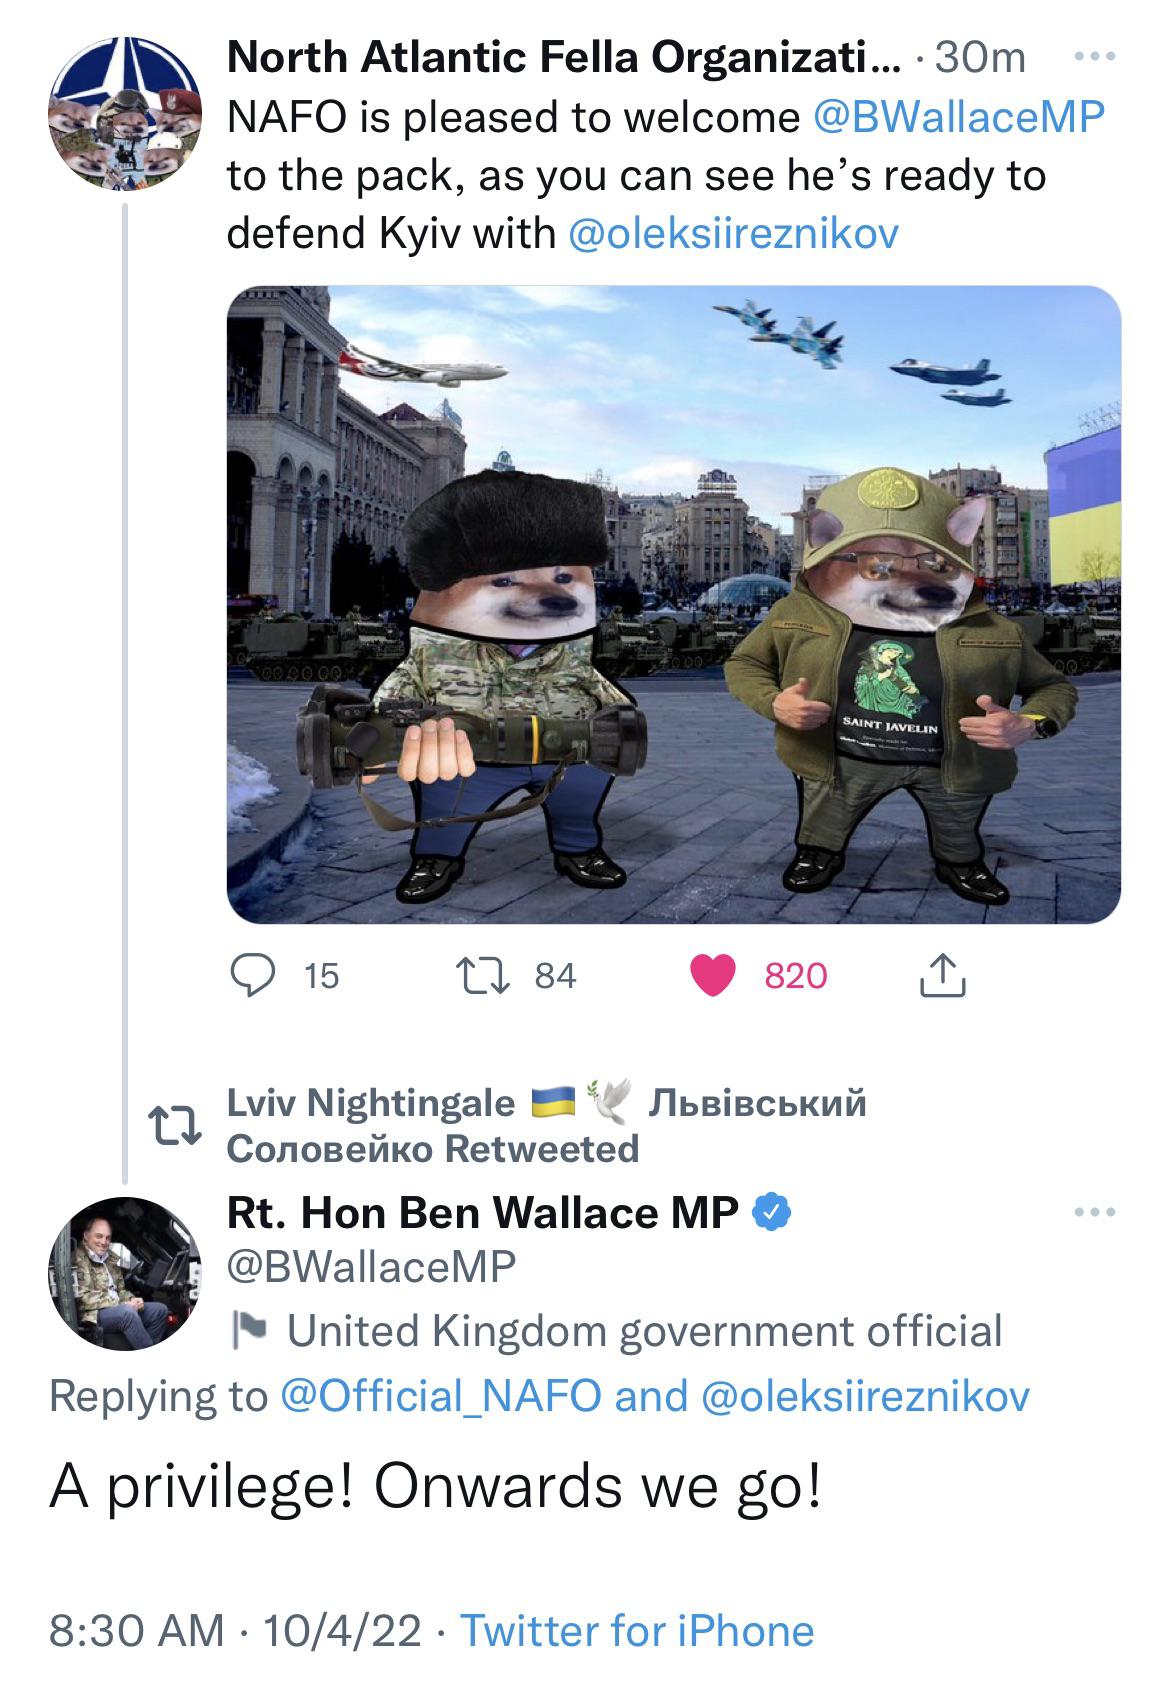 North Atlantic Fella Organizati... · 30m
NAFO is pleased to welcome @BWallaceMP
to the pack, as you can see he’s ready to
defend Kyiv with @oleksiireznikov
SAINT JAVELIN
15 84 820
Lviv Nightingale 🇺🇦🕊️ Львівський
Соловейко Retweeted
Rt. Hon Ben Wallace MP
@BWallaceMP
United Kingdom government official
Replying to @Official_NAFO and @oleksiireznikov
A privilege! Onwards we go!
8:30 AM · 10/4/22 · Twitter for iPhone